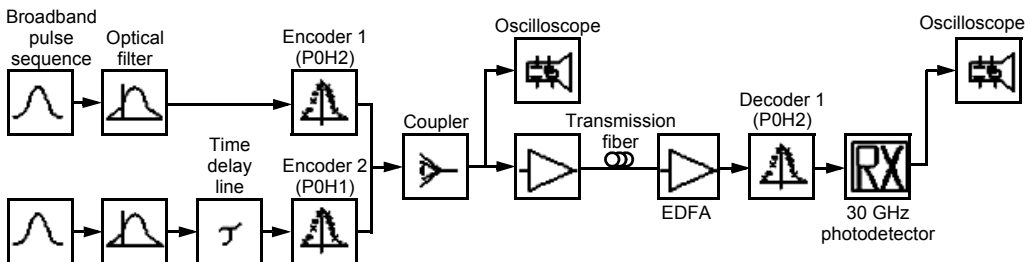 Broadband
pulse
sequence
Optical
filter
Encoder 1
(P0H2)
Oscilloscope
Oscilloscope
Coupler
Transmission
fiber
Decoder 1
(P0H2)
Time
delay
line
Encoder 2
(P0H1)
τ
RX
EDFA
30 GHz
photodetector